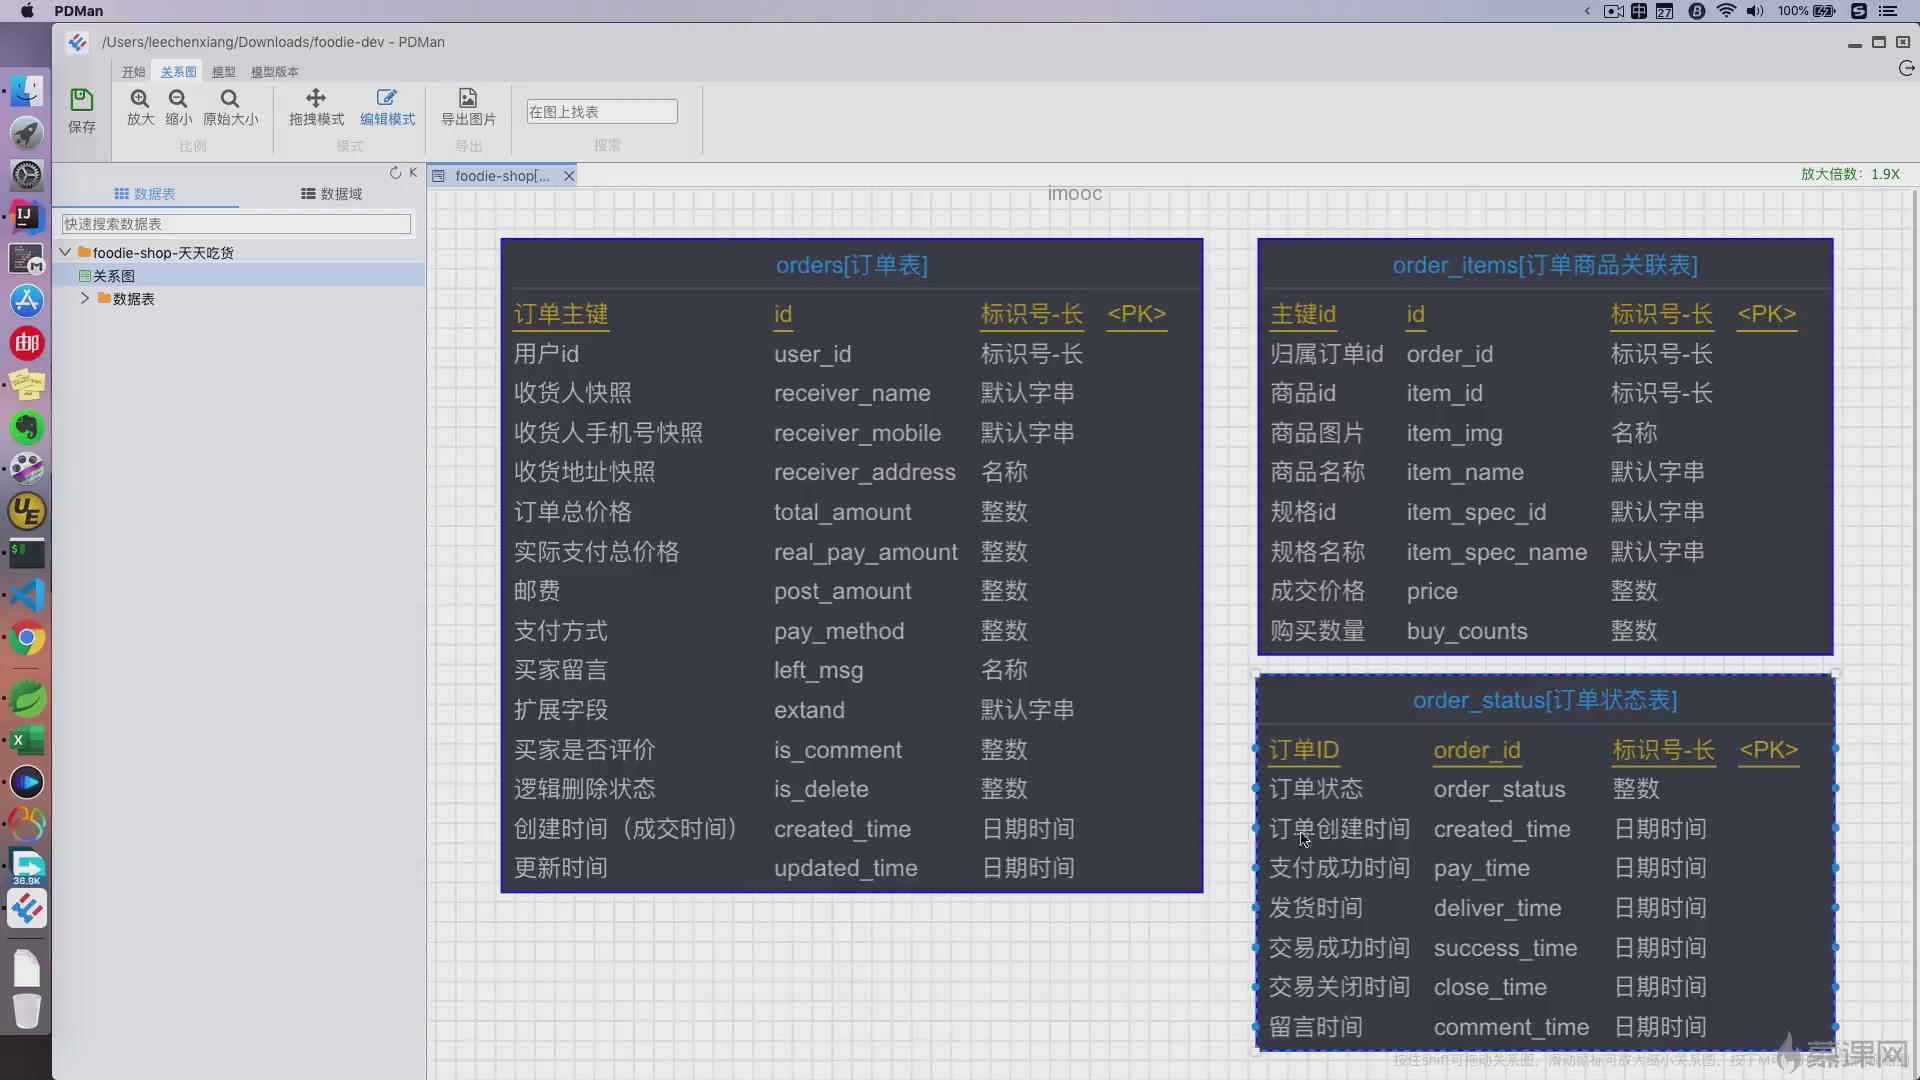 PDMan
27
100%
/Users/leechenxiang/Downloads/foodie-dev - PDMan
开始 关系图 模型 模型版本
保存 放大 缩小 原始大小 拖拽模式 编辑模式 导出图片 在图上找表
比例 模式 导出 搜索
数据表 数据域
foodie-shop[...
放大倍数：1.9X
快速搜索数据表
foodie-shop-天天吃货
关系图
数据表
imooc
orders[订单表]
订单主键 id 标识号-长 <PK>
用户id user_id 标识号-长
收货人快照 receiver_name 默认字串
收货人手机号快照 receiver_mobile 默认字串
收货地址快照 receiver_address 名称
订单总价格 total_amount 整数
实际支付总价格 real_pay_amount 整数
邮费 post_amount 整数
支付方式 pay_method 整数
买家留言 left_msg 名称
扩展字段 extand 默认字串
买家是否评价 is_comment 整数
逻辑删除状态 is_delete 整数
创建时间（成交时间） created_time 日期时间
更新时间 updated_time 日期时间
order_items[订单商品关联表]
主键id id 标识号-长 <PK>
归属订单id order_id 标识号-长
商品id item_id 标识号-长
商品图片 item_img 名称
商品名称 item_name 默认字串
规格id item_spec_id 默认字串
规格名称 item_spec_name 默认字串
成交价格 price 整数
购买数量 buy_counts 整数
order_status[订单状态表]
订单ID order_id 标识号-长 <PK>
订单状态 order_status 整数
订单创建时间 created_time 日期时间
支付成功时间 pay_time 日期时间
发货时间 deliver_time 日期时间
交易成功时间 success_time 日期时间
交易关闭时间 close_time 日期时间
留言时间 comment_time 日期时间
按住shift可拖动关系图，滑动鼠标可放大缩小关系图，按下M可
慕课网
IJ
邮
UE
36.9K